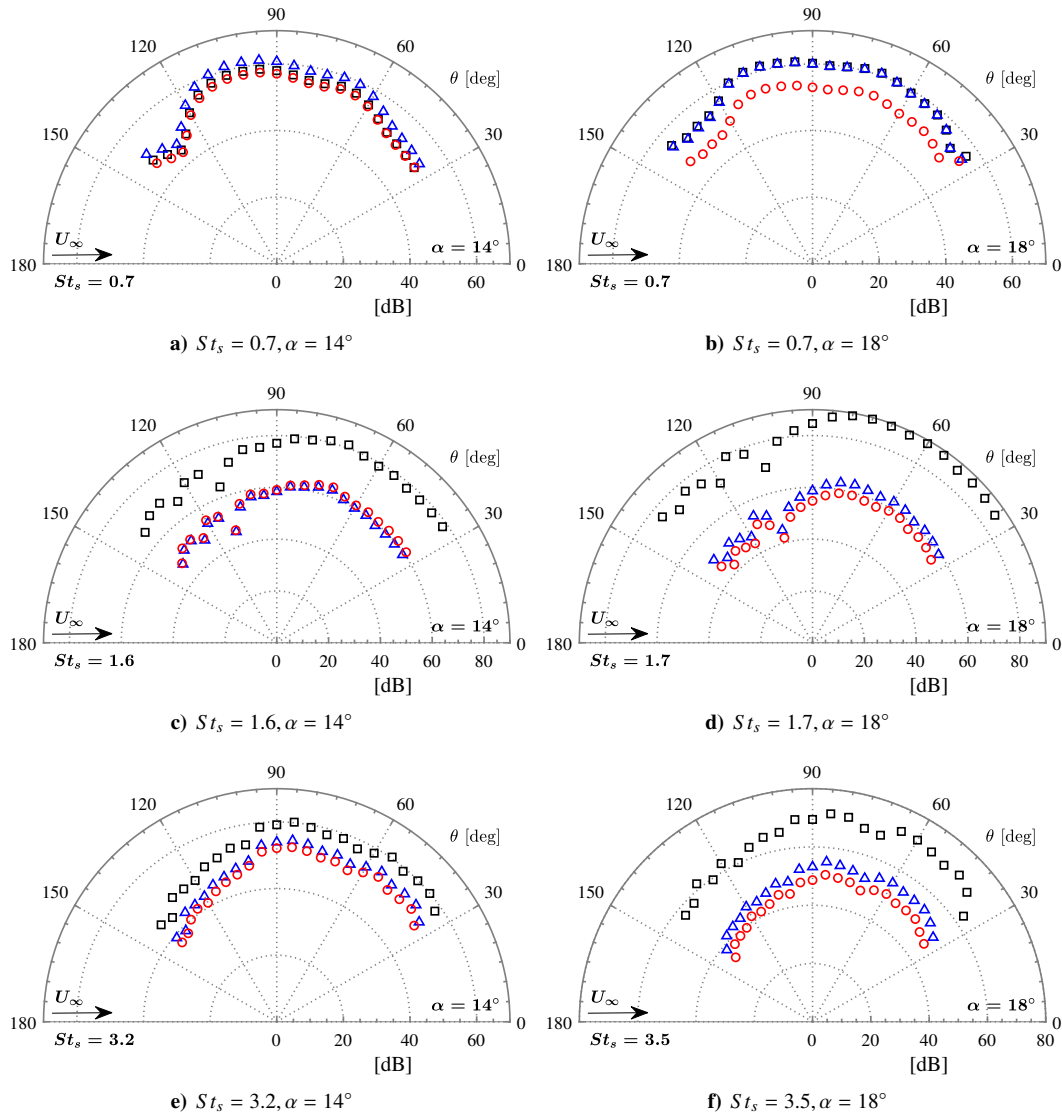 90
120
60
θ [deg]
150
30
U∞
α = 14°
180
0
St_s = 0.7
0
20
40
60
[dB]
a) St_s = 0.7, α = 14°
90
120
60
θ [deg]
150
30
U∞
α = 18°
180
0
St_s = 0.7
0
20
40
60
[dB]
b) St_s = 0.7, α = 18°
90
120
60
θ [deg]
150
30
U∞
α = 14°
180
0
St_s = 1.6
0
20
40
60
80
[dB]
c) St_s = 1.6, α = 14°
90
120
60
θ [deg]
150
30
U∞
α = 18°
180
0
St_s = 1.7
0
20
40
60
80
[dB]
d) St_s = 1.7, α = 18°
90
120
60
θ [deg]
150
30
U∞
α = 14°
180
0
St_s = 3.2
0
20
40
60
[dB]
e) St_s = 3.2, α = 14°
90
120
60
θ [deg]
150
30
U∞
α = 18°
180
0
St_s = 3.5
0
20
40
60
80
[dB]
f) St_s = 3.5, α = 18°